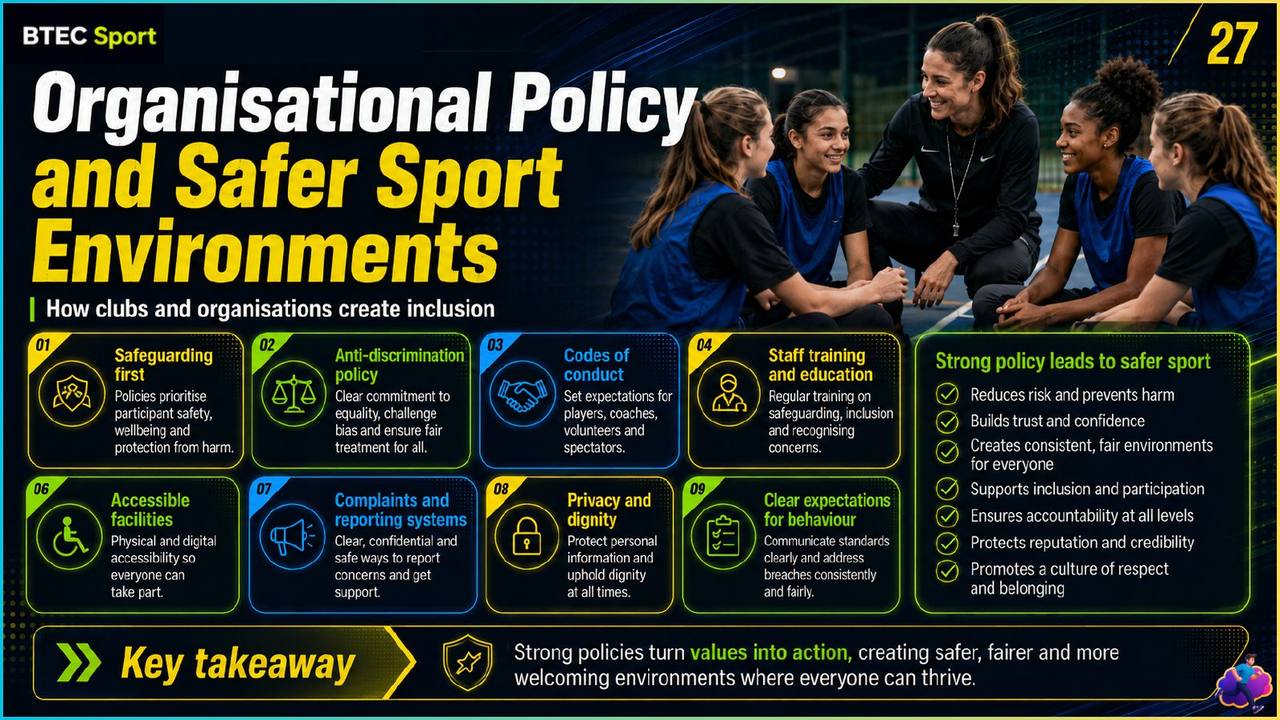 BTEC Sport
27
Organisational Policy
and Safer Sport
Environments
How clubs and organisations create inclusion
01
Safeguarding
first
Policies prioritise
participant safety,
wellbeing and
protection from harm.
02
Anti-discrimination
policy
Clear commitment to
equality, challenge
bias and ensure fair
treatment for all.
03
Codes of
conduct
Set expectations for
players, coaches,
volunteers and
spectators.
04
Staff training
and education
Regular training on
safeguarding, inclusion
and recognising
concerns.
06
Accessible
facilities
Physical and digital
accessibility so
everyone can
take part.
07
Complaints and
reporting systems
Clear, confidential and
safe ways to report
concerns and get
support.
08
Privacy and
dignity
Protect personal
information and
uphold dignity
at all times.
09
Clear expectations
for behaviour
Communicate standards
clearly and address
breaches consistently
and fairly.
Strong policy leads to safer sport
Reduces risk and prevents harm
Builds trust and confidence
Creates consistent, fair environments
for everyone
Supports inclusion and participation
Ensures accountability at all levels
Protects reputation and credibility
Promotes a culture of respect
and belonging
Key takeaway
Strong policies turn values into action, creating safer, fairer and more
welcoming environments where everyone can thrive.